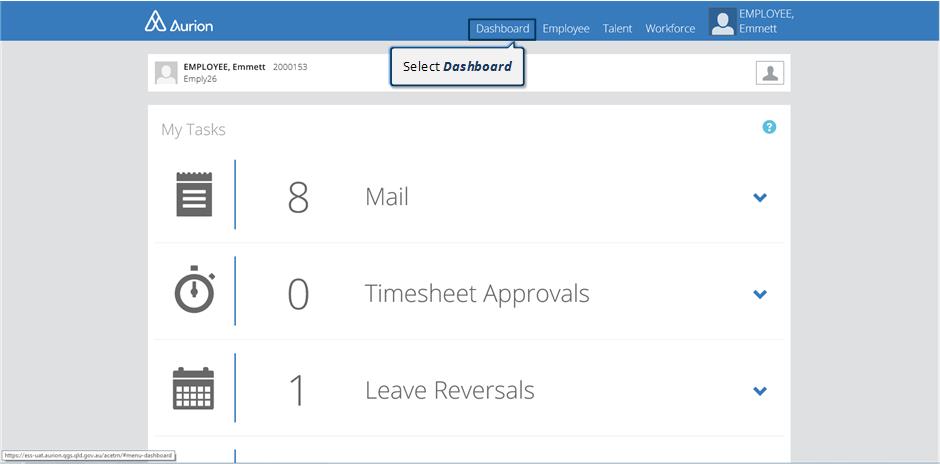 Aurion
Dashboard Employee Talent Workforce
EMPLOYEE,
Emmett
Select Dashboard
EMPLOYEE, Emmett 2000153
Emply26
My Tasks
?
8 Mail
0 Timesheet Approvals
1 Leave Reversals
https://ess-uat.aurion.qgs.qld.gov.au/acetrn/#menu-dashboard